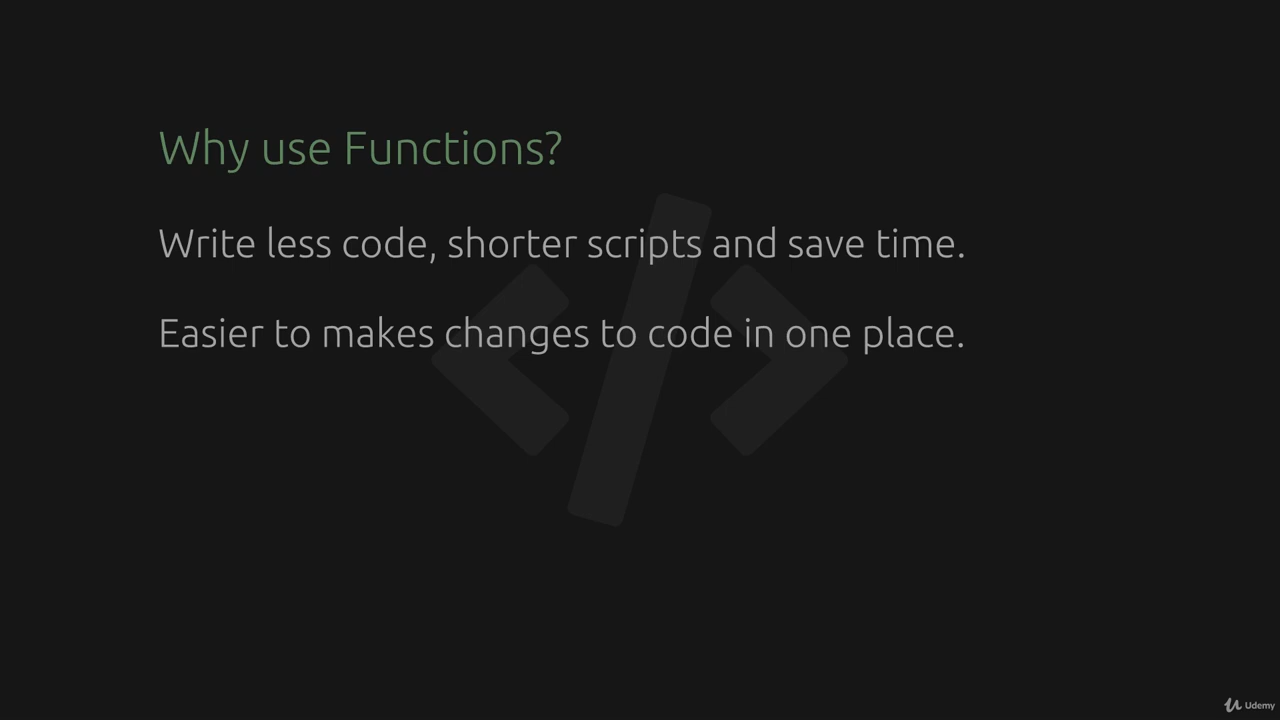 Why use Functions?
Write less code, shorter scripts and save time.
Easier to makes changes to code in one place.
Udemy